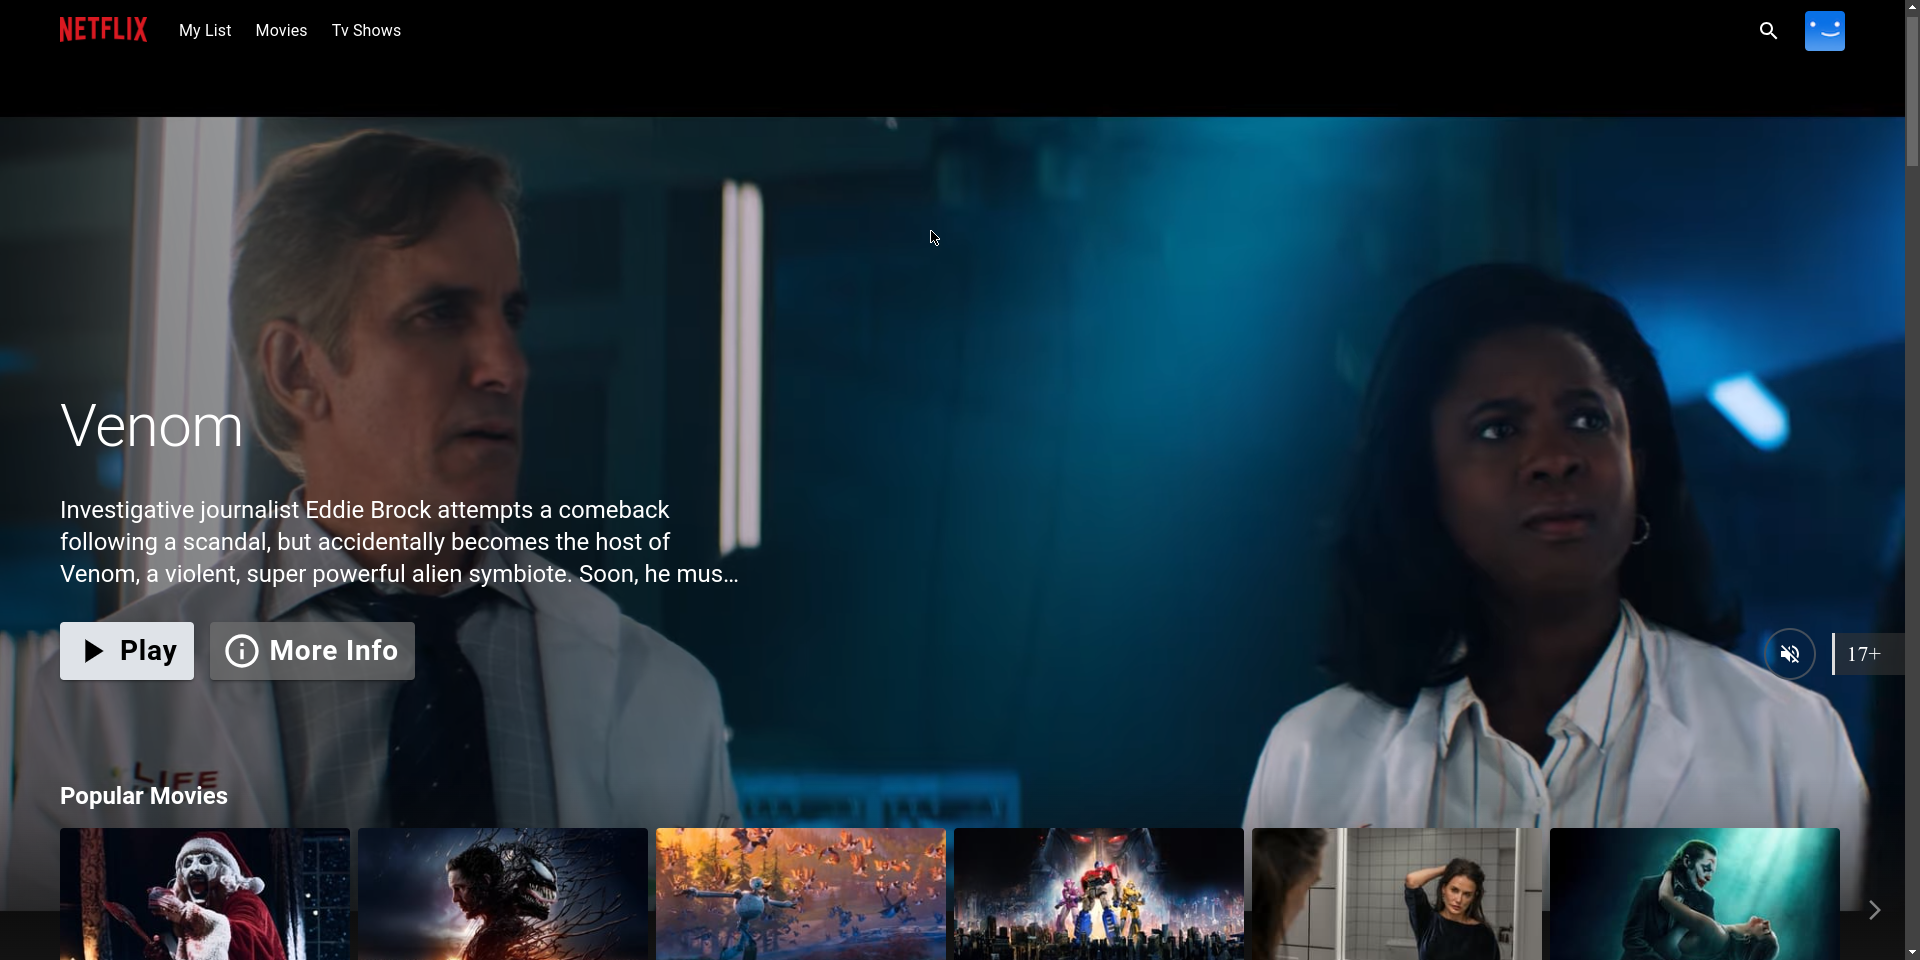 NETFLIX My List Movies Tv Shows
Venom
Investigative journalist Eddie Brock attempts a comeback
following a scandal, but accidentally becomes the host of
Venom, a violent, super powerful alien symbiote. Soon, he mus...
Play More Info
17+
LIFE
Popular Movies